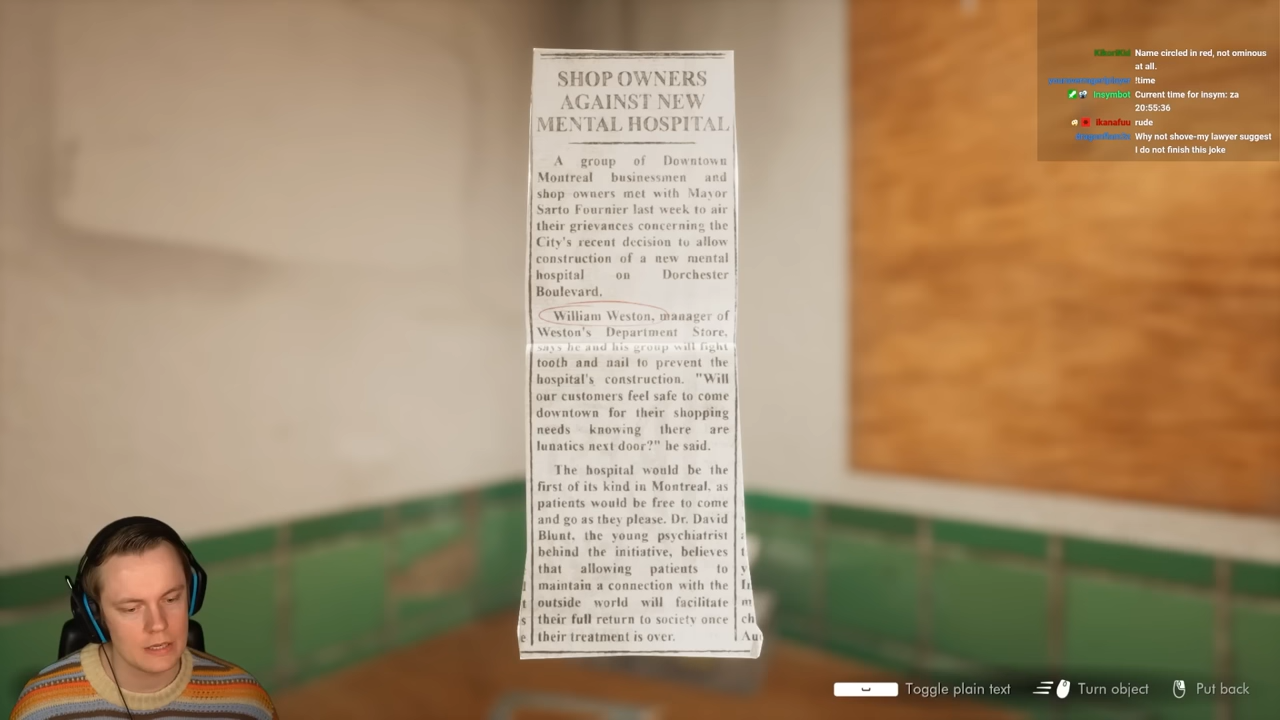 SHOP OWNERS
AGAINST NEW
MENTAL HOSPITAL
A group of Downtown
Montreal businessmen and
shop owners met with Mayor
Sarto Fournier last week to air
their grievances concerning the
City's recent decision to allow
construction of a new mental
hospital on Dorchester
Boulevard.
William Weston, manager of
Weston's Department Store,
says he and his group will fight
tooth and nail to prevent the
hospital's construction. "Will
our customers feel safe to come
downtown for their shopping
needs knowing there are
lunatics next door?" he said.
The hospital would be the
first of its kind in Montreal, as
patients would be free to come
and go as they please. Dr. David
Blunt, the young psychiatrist
behind the initiative, believes
that allowing patients to
maintain a connection with the
outside world will facilitate
their full return to society once
their treatment is over.
Name circled in red, not ominous
at all.
!time
Insymbot Current time for insym: za
20:55:36
ikanafuu rude
Why not shove-my lawyer suggest
I do not finish this joke
Toggle plain text Turn object Put back